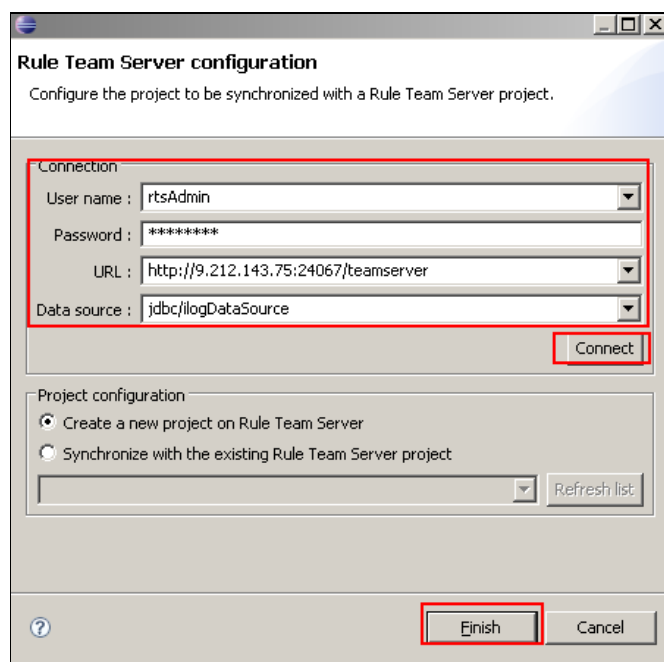 Rule Team Server configuration
Configure the project to be synchronized with a Rule Team Server project.
Connection
User name : rtsAdmin
Password : ********
URL : http://9.212.143.75:24067/teamserver
Data source : jdbc/ilogDataSource
Connect
Project configuration
Create a new project on Rule Team Server
Synchronize with the existing Rule Team Server project
Refresh list
? Finish Cancel